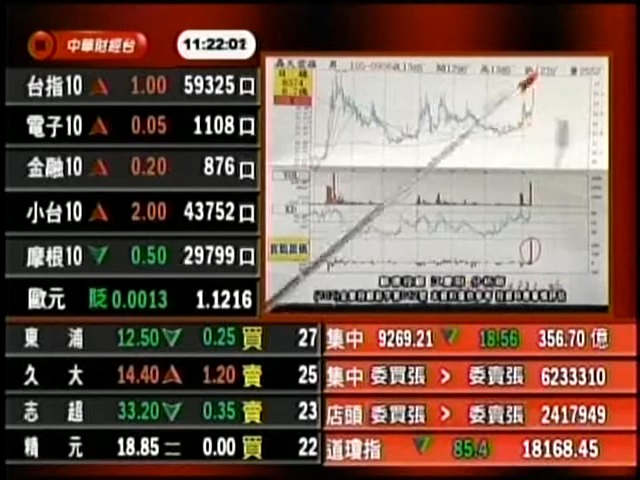 中華財經台 11:22:01
台指10 1.00 59325口
電子10 0.05 1108口
金融10 0.20 876口
小台10 2.00 43752口
摩根10 0.50 29799口
歐元 貶0.0013 1.1216
東浦 12.50 0.25 買 27
久大 14.40 1.20 賣 25
志超 33.20 0.35 賣 23
精元 18.85 二 0.00 買 22
集中 9269.21 18.56 356.70 億
集中 委買張 > 委賣張 6233310
店頭 委買張 > 委賣張 2417949
道瓊指 85.4 18168.45